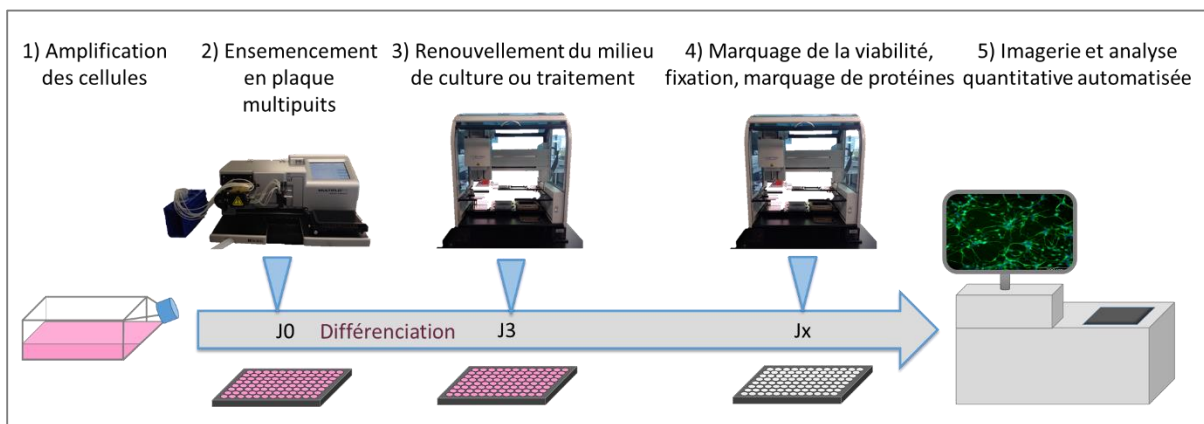 1) Amplification
des cellules
2) Ensemencement
en plaque
multipuits
3) Renouvellement du milieu
de culture ou traitement
4) Marquage de la viabilité,
fixation, marquage de protéines
5) Imagerie et analyse
quantitative automatisée
J0 Différenciation J3 Jx